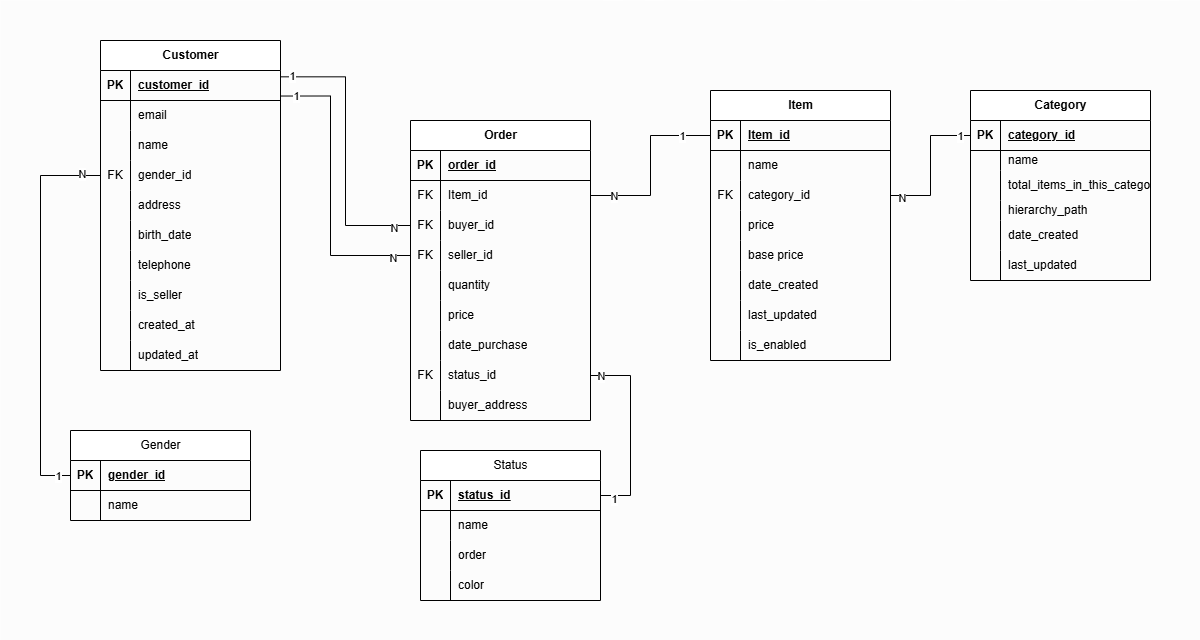 Customer
PK customer_id
email
name
FK gender_id
address
birth_date
telephone
is_seller
created_at
updated_at
Gender
PK gender_id
name
N
1
1
1
N
N
Order
PK order_id
FK Item_id
FK buyer_id
FK seller_id
quantity
price
date_purchase
FK status_id
buyer_address
Status
PK status_id
name
order
color
N
1
N
1
Item
PK Item_id
name
FK category_id
price
base price
date_created
last_updated
is_enabled
N
1
Category
PK category_id
name
total_items_in_this_catego
hierarchy_path
date_created
last_updated